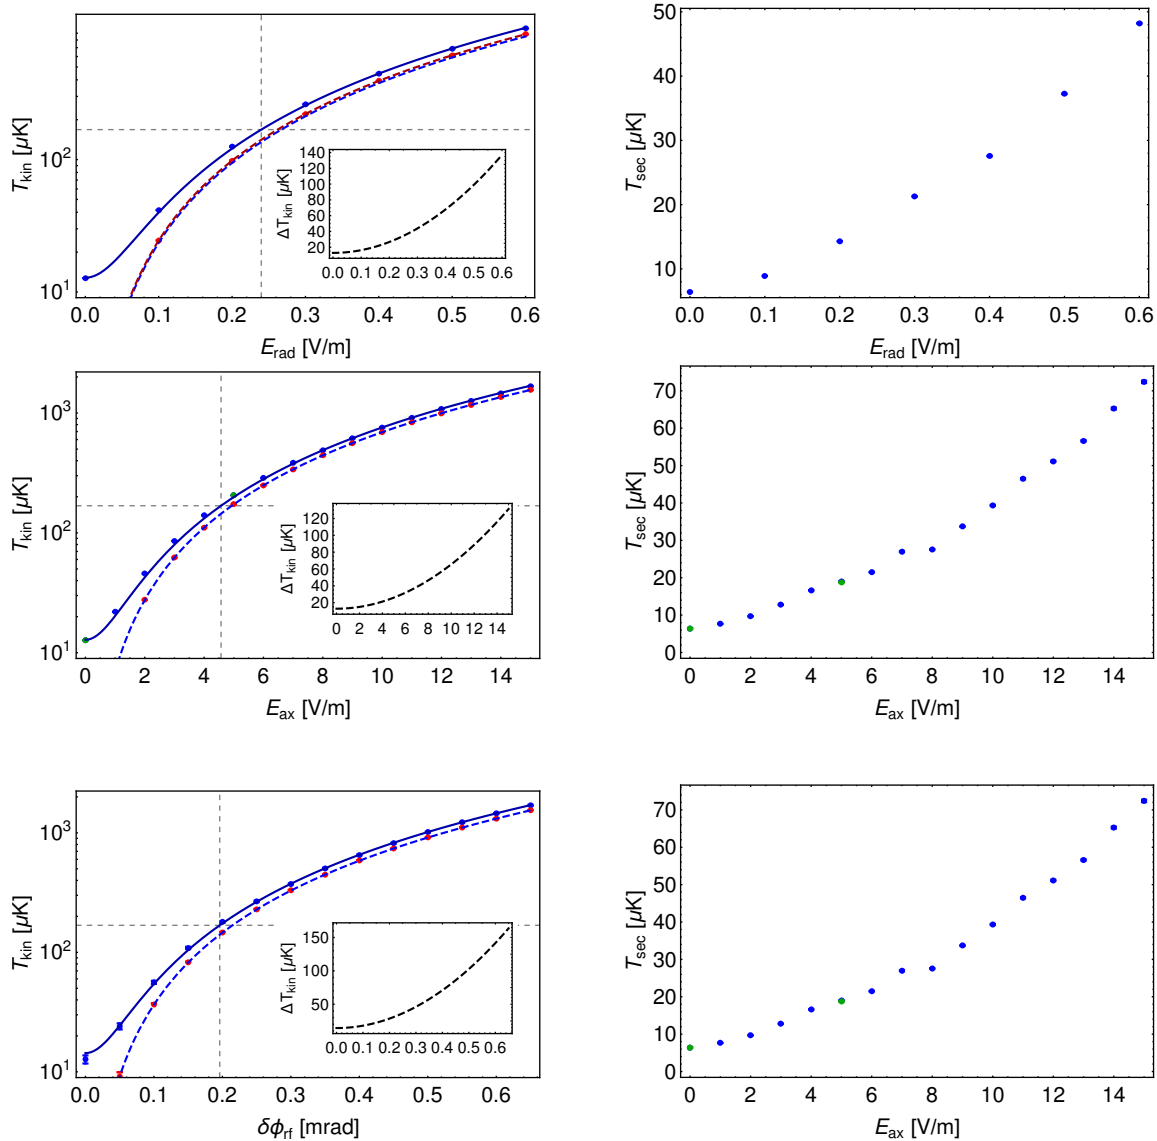 T_kin [μK]
10^2
10^1
0.0 0.1 0.2 0.3 0.4 0.5 0.6
E_rad [V/m]
ΔT_kin [μK]
140
120
100
80
60
40
20
0.0 0.1 0.2 0.3 0.4 0.5 0.6
T_sec [μK]
50
40
30
20
10
0.0 0.1 0.2 0.3 0.4 0.5 0.6
E_rad [V/m]
T_kin [μK]
10^3
10^2
10^1
0 2 4 6 8 10 12 14
E_ax [V/m]
ΔT_kin [μK]
120
100
80
60
40
20
0 2 4 6 8 10 12 14
T_sec [μK]
70
60
50
40
30
20
10
0
0 2 4 6 8 10 12 14
E_ax [V/m]
T_kin [μK]
10^3
10^2
10^1
0.0 0.1 0.2 0.3 0.4 0.5 0.6
δϕ_rf [mrad]
ΔT_kin [μK]
150
100
50
0.0 0.1 0.2 0.3 0.4 0.5 0.6
T_sec [μK]
70
60
50
40
30
20
10
0
0 2 4 6 8 10 12 14
E_ax [V/m]